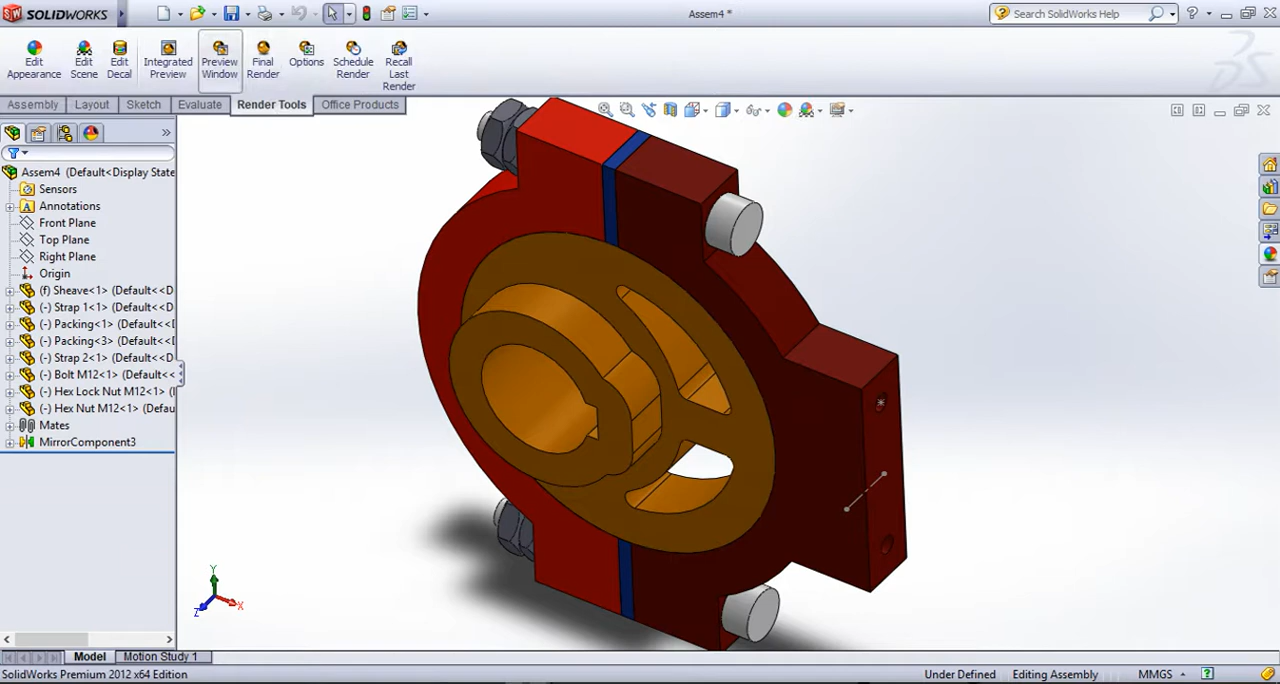 SW SOLIDWORKS
Assem4 *
Search SolidWorks Help
?
Edit Appearance
Edit Scene
Edit Decal
Integrated Preview
Preview Window
Final Render
Options
Schedule Render
Recall Last Render
Assembly
Layout
Sketch
Evaluate
Render Tools
Office Products
Assem4 (Default<Display State
Sensors
A Annotations
Front Plane
Top Plane
Right Plane
Origin
(f) Sheave<1> (Default<<D
(-) Strap 1<1> (Default<<D
(-) Packing<1> (Default<<D
(-) Packing<3> (Default<<D
(-) Strap 2<1> (Default<<D
(-) Bolt M12<1> (Default<<
(-) Hex Lock Nut M12<1> (
(-) Hex Nut M12<1> (Defau
Mates
MirrorComponent3
Y
X
Z
Model
Motion Study 1
SolidWorks Premium 2012 x64 Edition
Under Defined
Editing Assembly
MMGS
?